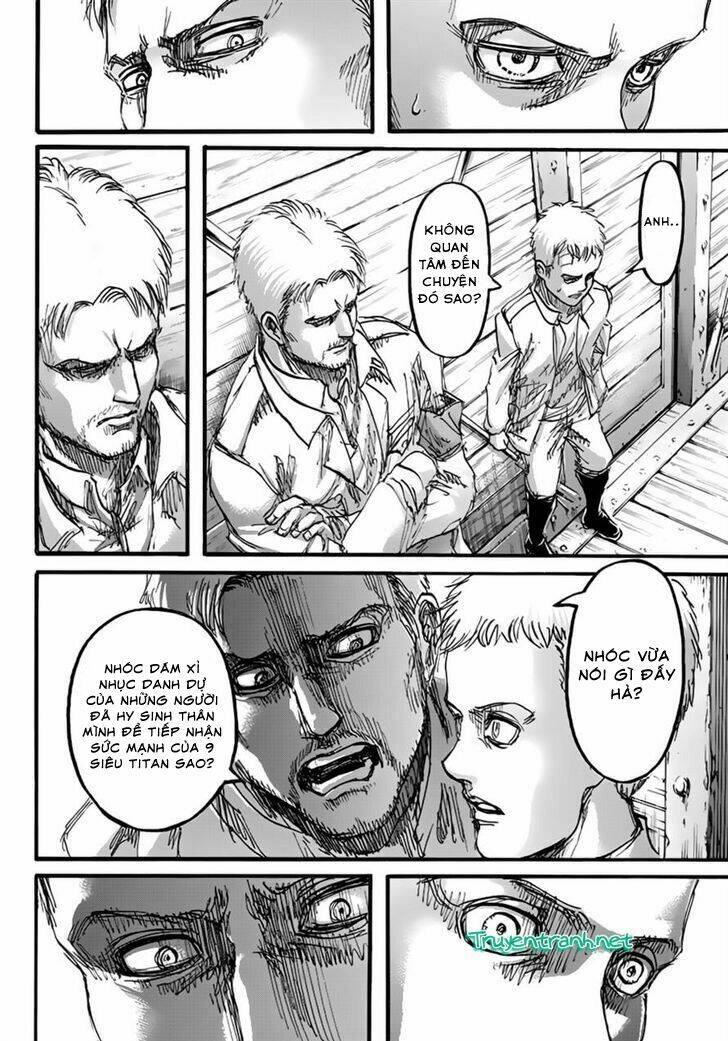 ANH..
KHÔNG
QUAN
TÂM ĐẾN
CHUYỆN
ĐÓ SAO?
NHÓC VỪA
NÓI GÌ ĐẤY
HẢ?
NHÓC DÁM XỈ
NHỤC DANH DỰ
CỦA NHỮNG NGƯỜI
ĐÃ HY SINH THÂN
MÌNH ĐỂ TIẾP NHẬN
SỨC MẠNH CỦA 9
SIÊU TITAN SAO?
Truyentranh.net